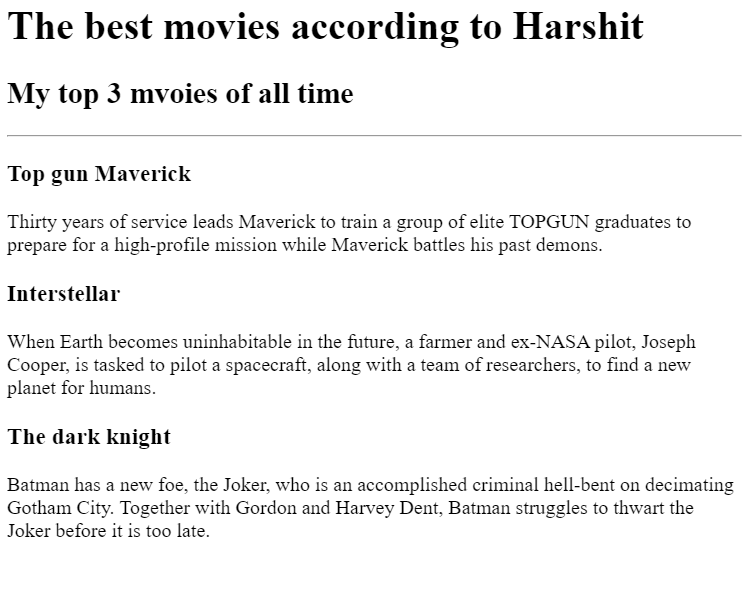 The best movies according to Harshit
My top 3 mvoies of all time
Top gun Maverick
Thirty years of service leads Maverick to train a group of elite TOPGUN graduates to
prepare for a high-profile mission while Maverick battles his past demons.
Interstellar
When Earth becomes uninhabitable in the future, a farmer and ex-NASA pilot, Joseph
Cooper, is tasked to pilot a spacecraft, along with a team of researchers, to find a new
planet for humans.
The dark knight
Batman has a new foe, the Joker, who is an accomplished criminal hell-bent on decimating
Gotham City. Together with Gordon and Harvey Dent, Batman struggles to thwart the
Joker before it is too late.